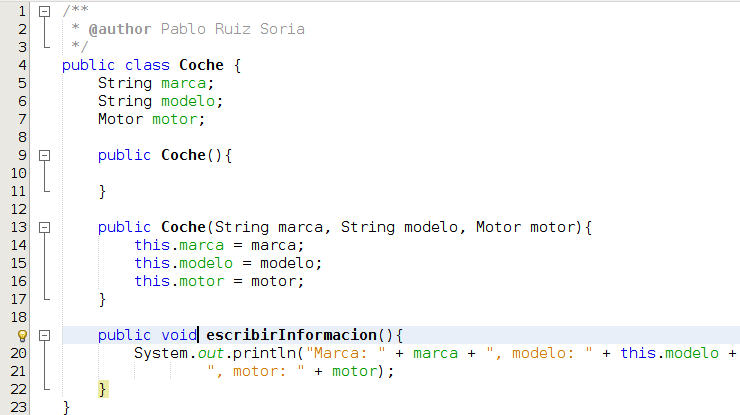 1 /**
2  * @author Pablo Ruiz Soria
3  */
4 public class Coche {
5     String marca;
6     String modelo;
7     Motor motor;
8
9     public Coche(){
10
11     }
12
13     public Coche(String marca, String modelo, Motor motor){
14         this.marca = marca;
15         this.modelo = modelo;
16         this.motor = motor;
17     }
18
    public void escribirInformacion(){
20         System.out.println("Marca: " + marca + ", modelo: " + this.modelo +
21                 ", motor: " + motor);
22     }
23 }